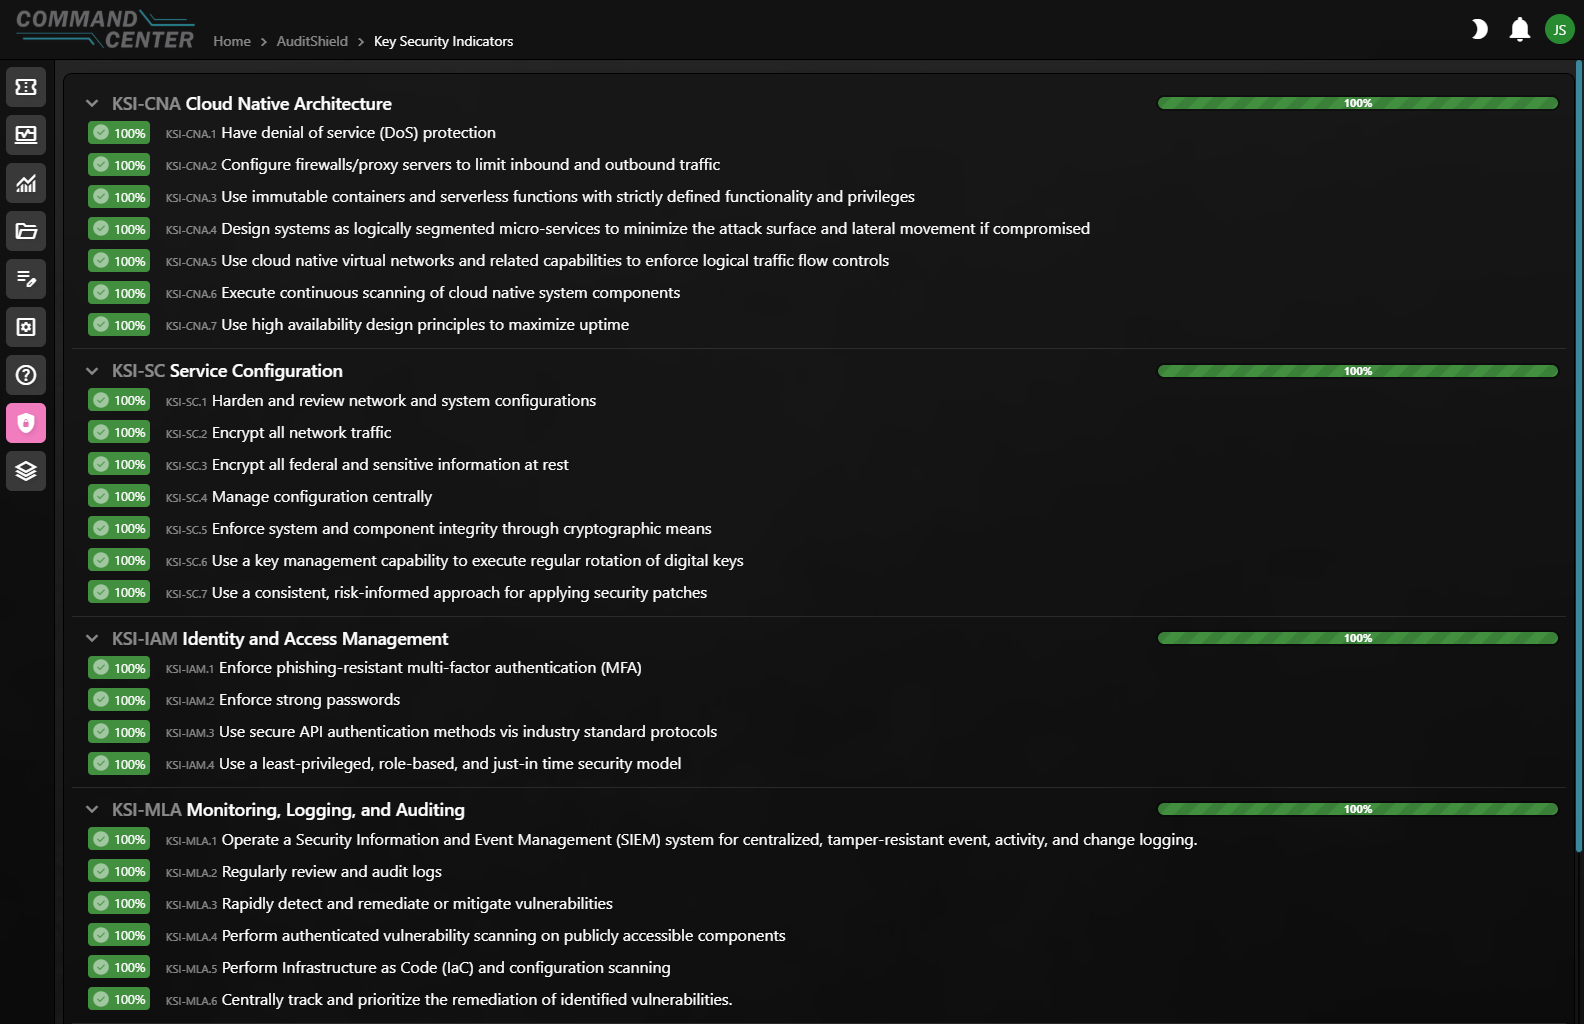 COMMAND
CENTER
Home > AuditShield > Key Security Indicators
JS
KSI-CNA Cloud Native Architecture 100%
100% KSI-CNA.1 Have denial of service (DoS) protection
100% KSI-CNA.2 Configure firewalls/proxy servers to limit inbound and outbound traffic
100% KSI-CNA.3 Use immutable containers and serverless functions with strictly defined functionality and privileges
100% KSI-CNA.4 Design systems as logically segmented micro-services to minimize the attack surface and lateral movement if compromised
100% KSI-CNA.5 Use cloud native virtual networks and related capabilities to enforce logical traffic flow controls
100% KSI-CNA.6 Execute continuous scanning of cloud native system components
100% KSI-CNA.7 Use high availability design principles to maximize uptime
KSI-SC Service Configuration 100%
100% KSI-SC.1 Harden and review network and system configurations
100% KSI-SC.2 Encrypt all network traffic
100% KSI-SC.3 Encrypt all federal and sensitive information at rest
100% KSI-SC.4 Manage configuration centrally
100% KSI-SC.5 Enforce system and component integrity through cryptographic means
100% KSI-SC.6 Use a key management capability to execute regular rotation of digital keys
100% KSI-SC.7 Use a consistent, risk-informed approach for applying security patches
KSI-IAM Identity and Access Management 100%
100% KSI-IAM.1 Enforce phishing-resistant multi-factor authentication (MFA)
100% KSI-IAM.2 Enforce strong passwords
100% KSI-IAM.3 Use secure API authentication methods vis industry standard protocols
100% KSI-IAM.4 Use a least-privileged, role-based, and just-in time security model
KSI-MLA Monitoring, Logging, and Auditing 100%
100% KSI-MLA.1 Operate a Security Information and Event Management (SIEM) system for centralized, tamper-resistant event, activity, and change logging.
100% KSI-MLA.2 Regularly review and audit logs
100% KSI-MLA.3 Rapidly detect and remediate or mitigate vulnerabilities
100% KSI-MLA.4 Perform authenticated vulnerability scanning on publicly accessible components
100% KSI-MLA.5 Perform Infrastructure as Code (IaC) and configuration scanning
100% KSI-MLA.6 Centrally track and prioritize the remediation of identified vulnerabilities.